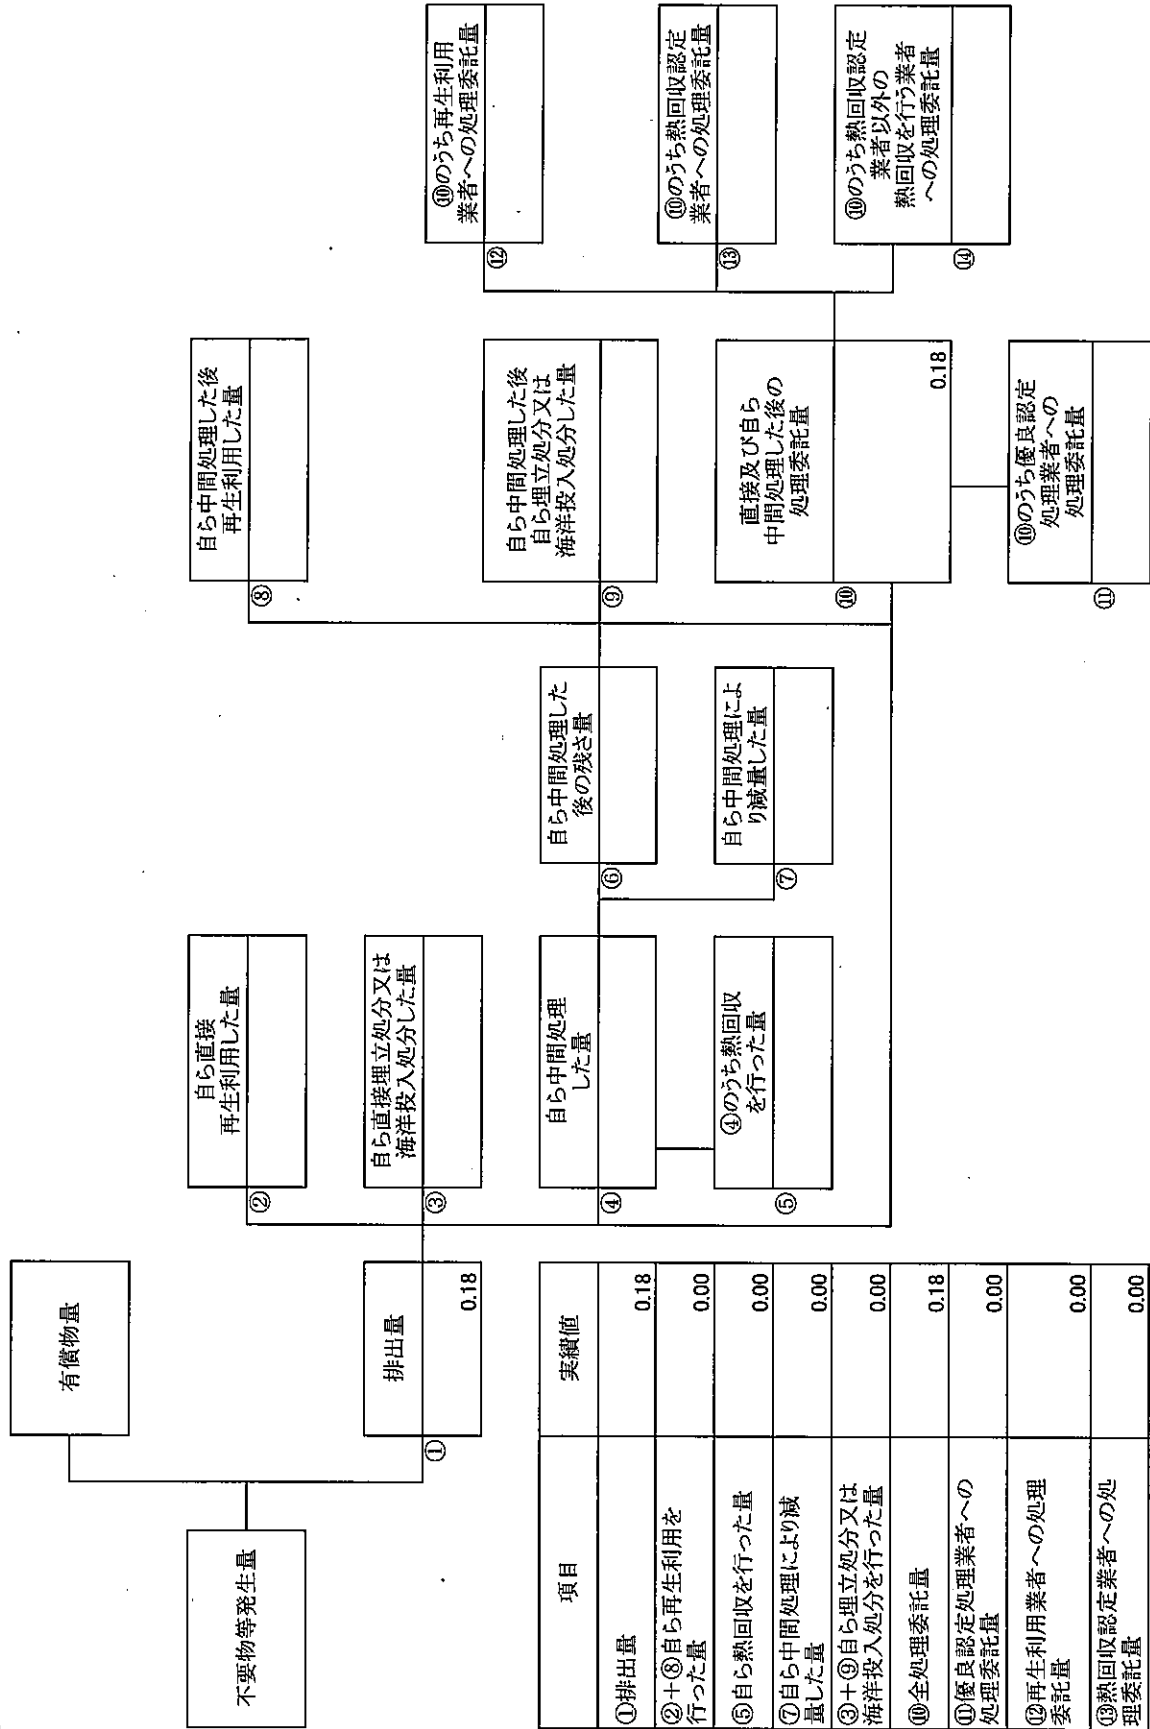 不要物等発生量
有償物量
排出量
①
0.18
自ら直接
再生利用した量
②
自ら直接埋立処分又は
海洋投入処分した量
③
自ら中間処理
した量
④
④のうち熱回収
を行った量
⑤
自ら中間処理した
後の残さ量
⑥
自ら中間処理によ
り減量した量
⑦
自ら中間処理した後
再生利用した量
⑧
自ら中間処理した後
自ら埋立処分又は
海洋投入処分した量
⑨
直接及び自ら
中間処理した後の
処理委託量
⑩
0.18
⑩のうち優良認定
処理業者への
処理委託量
⑪
⑩のうち再生利用
業者への処理委託量
⑫
⑩のうち熱回収認定
業者への処理委託量
⑬
⑩のうち熱回収認定
業者以外の
熱回収を行う業者
への処理委託量
⑭
項目 実績値
①排出量 0.18
②+⑧自ら再生利用を
行った量 0.00
⑤自ら熱回収を行った量 0.00
⑦自ら中間処理により減
量した量 0.00
③+⑨自ら埋立処分又は
海洋投入処分を行った量 0.00
⑩全処理委託量 0.18
⑪優良認定処理業者への
処理委託量 0.00
⑫再生利用業者への処理
委託量 0.00
⑬熱回収認定業者への処
理委託量 0.00